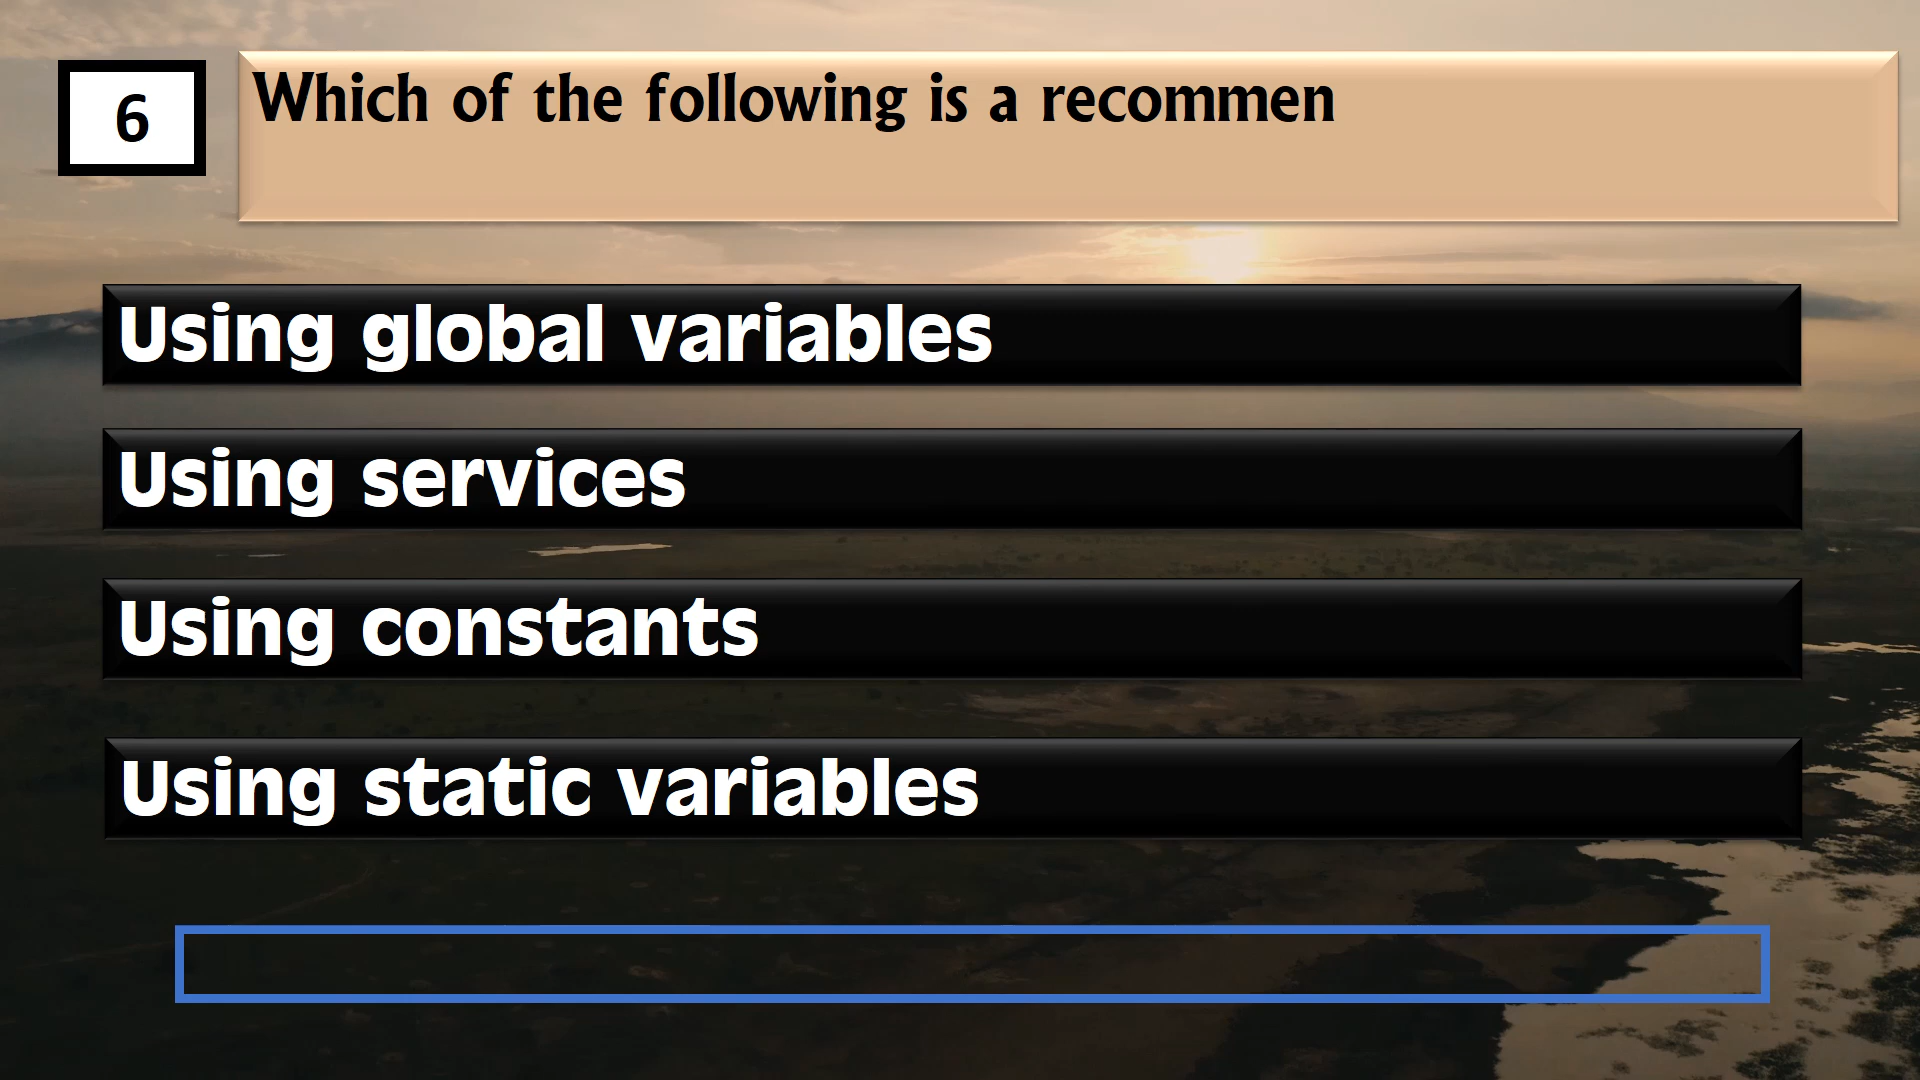 6
Which of the following is a recommen
Using global variables
Using services
Using constants
Using static variables